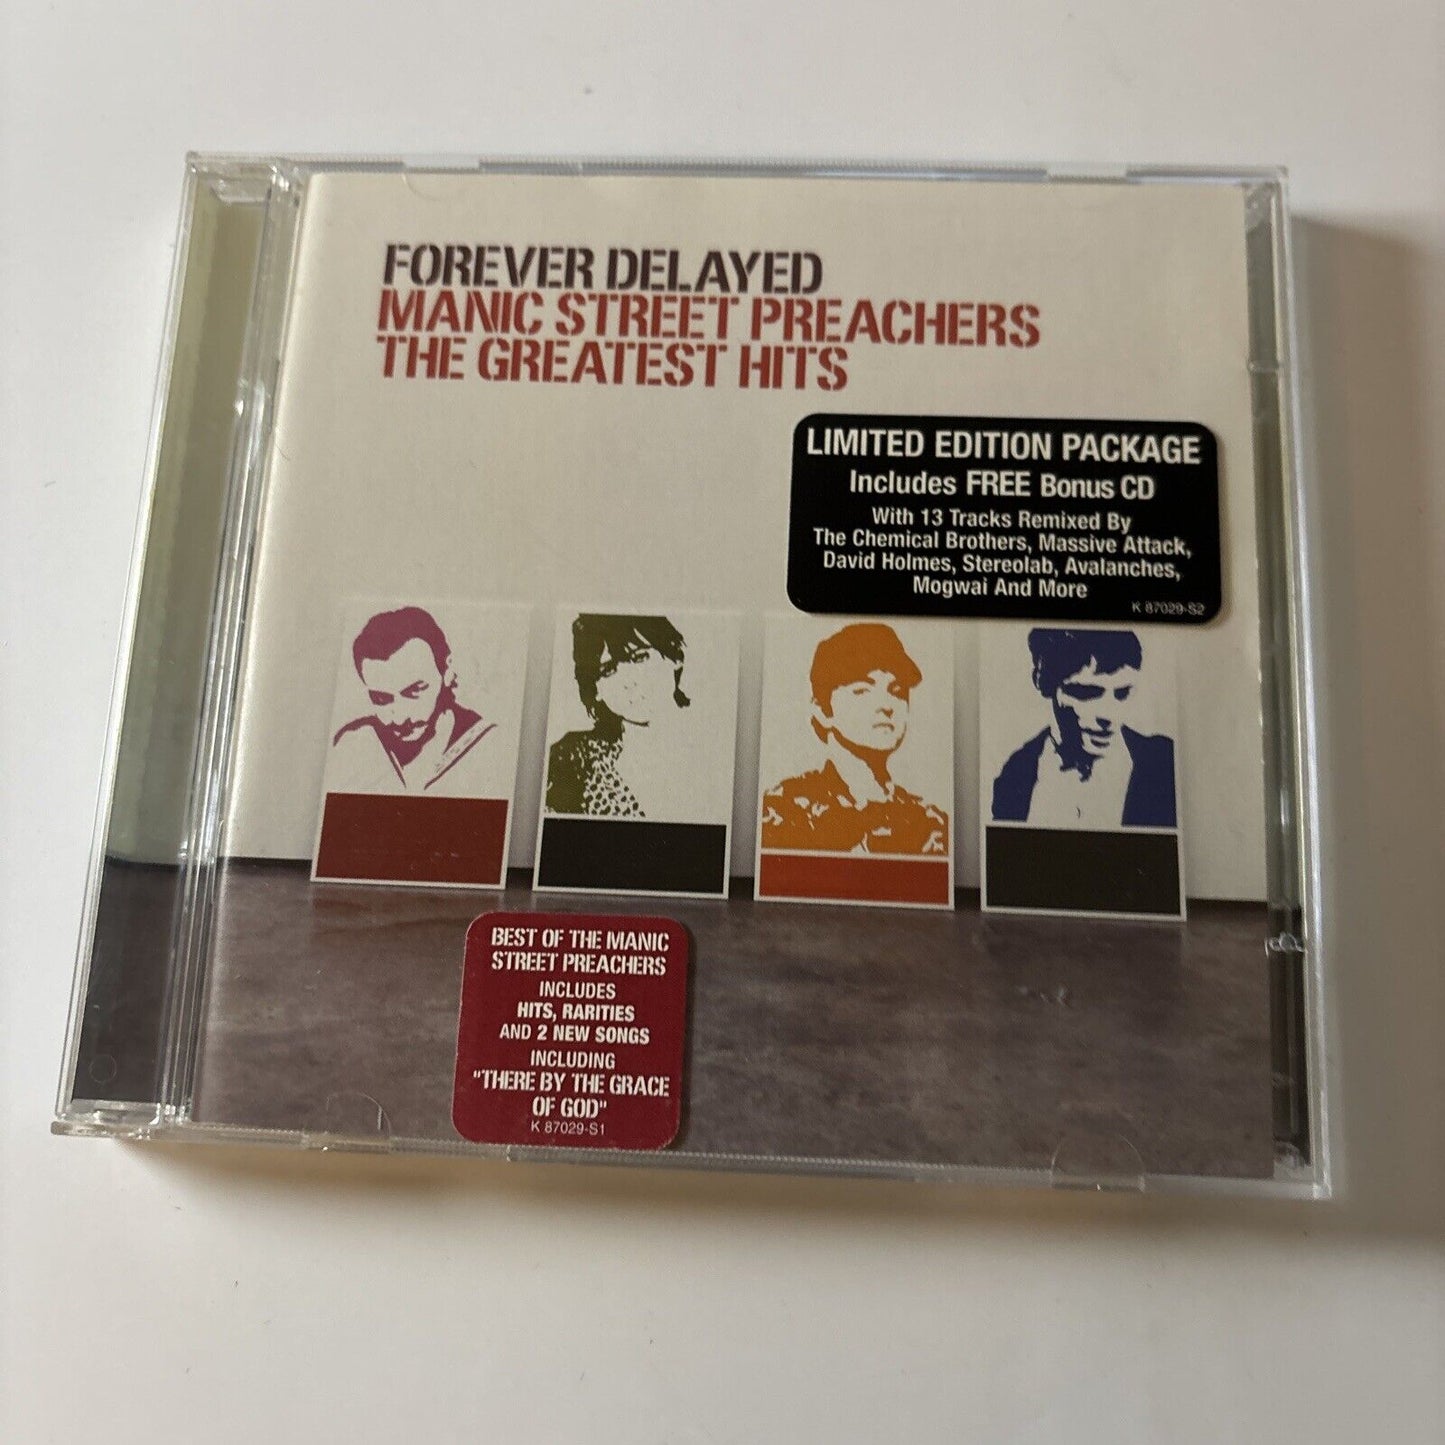 FOREVER DELAYED
MANIC STREET PREACHERS
THE GREATEST HITS
LIMITED EDITION PACKAGE
Includes FREE Bonus CD
With 13 Tracks Remixed By
The Chemical Brothers, Massive Attack,
David Holmes, Stereolab, Avalanches,
Mogwai And More
K 87029-S2
BEST OF THE MANIC
STREET PREACHERS
INCLUDES
HITS, RARITIES
AND 2 NEW SONGS
INCLUDING
"THERE BY THE GRACE
OF GOD"
K 87029-S1